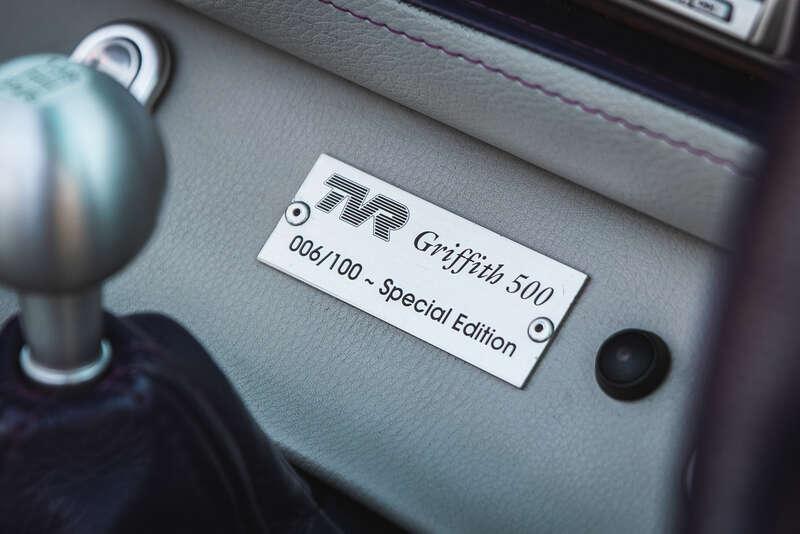 TVR Griffith 500
006/100 ~ Special Edition